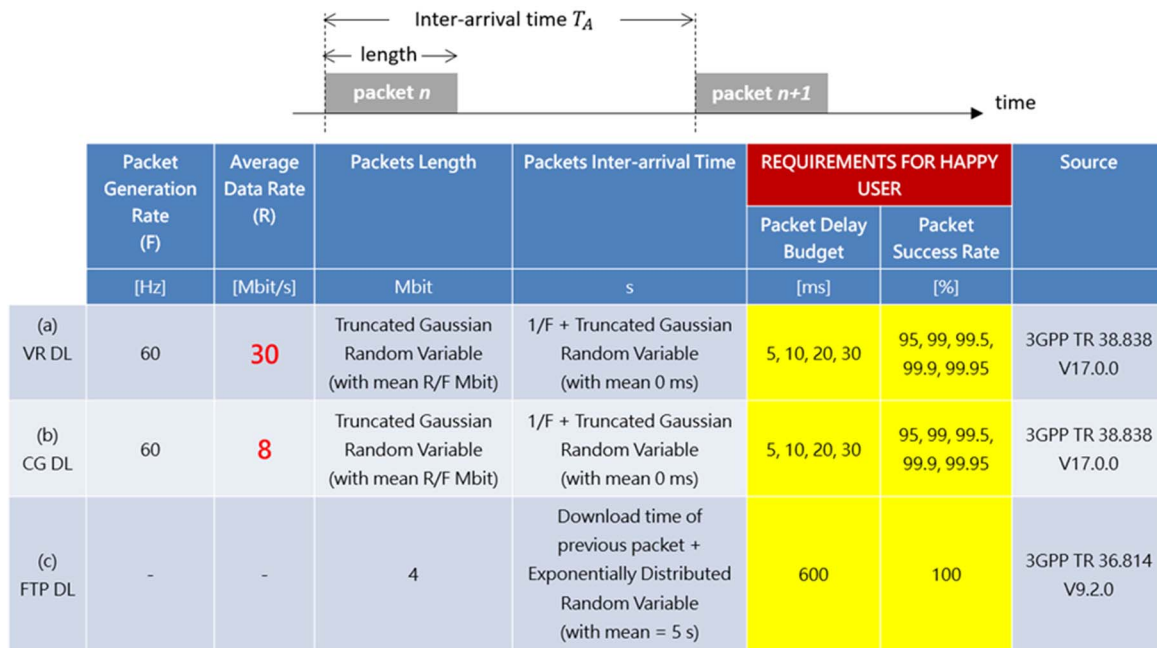 Inter-arrival time T_A
length
packet n
packet n+1
time
Packet
Generation
Rate
(F)
Average
Data Rate
(R)
Packets Length
Packets Inter-arrival Time
REQUIREMENTS FOR HAPPY
USER
Source
Packet Delay
Budget
Packet
Success Rate
[Hz]
[Mbit/s]
Mbit
s
[ms]
[%]
(a)
VR DL
60
30
Truncated Gaussian
Random Variable
(with mean R/F Mbit)
1/F + Truncated Gaussian
Random Variable
(with mean 0 ms)
5, 10, 20, 30
95, 99, 99.5,
99.9, 99.95
3GPP TR 38.838
V17.0.0
(b)
CG DL
60
8
Truncated Gaussian
Random Variable
(with mean R/F Mbit)
1/F + Truncated Gaussian
Random Variable
(with mean 0 ms)
5, 10, 20, 30
95, 99, 99.5,
99.9, 99.95
3GPP TR 38.838
V17.0.0
(c)
FTP DL
-
-
4
Download time of
previous packet +
Exponentially Distributed
Random Variable
(with mean = 5 s)
600
100
3GPP TR 36.814
V9.2.0